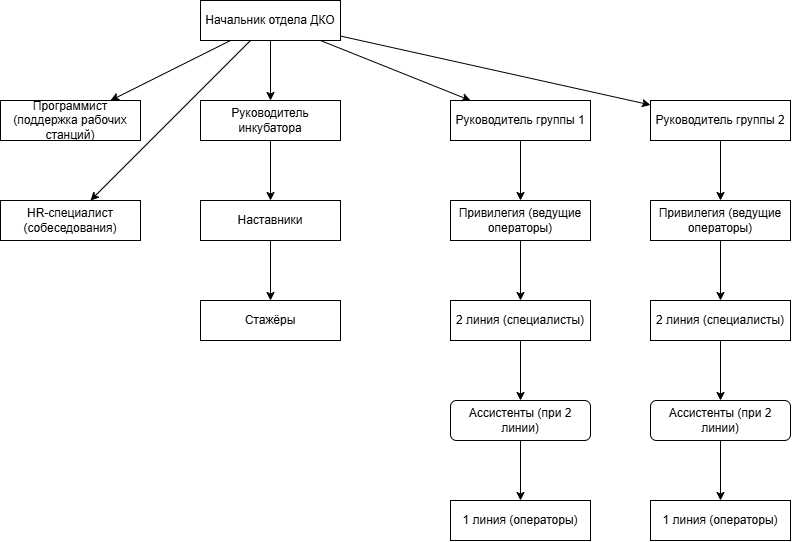 Начальник отдела ДКО
Программист
(поддержка рабочих
станций)
Руководитель
инкубатора
Руководитель группы 1
Руководитель группы 2
HR-специалист
(собеседования)
Наставники
Привилегия (ведущие
операторы)
Привилегия (ведущие
операторы)
Стажёры
2 линия (специалисты)
2 линия (специалисты)
Ассистенты (при 2
линии)
Ассистенты (при 2
линии)
1 линия (операторы)
1 линия (операторы)